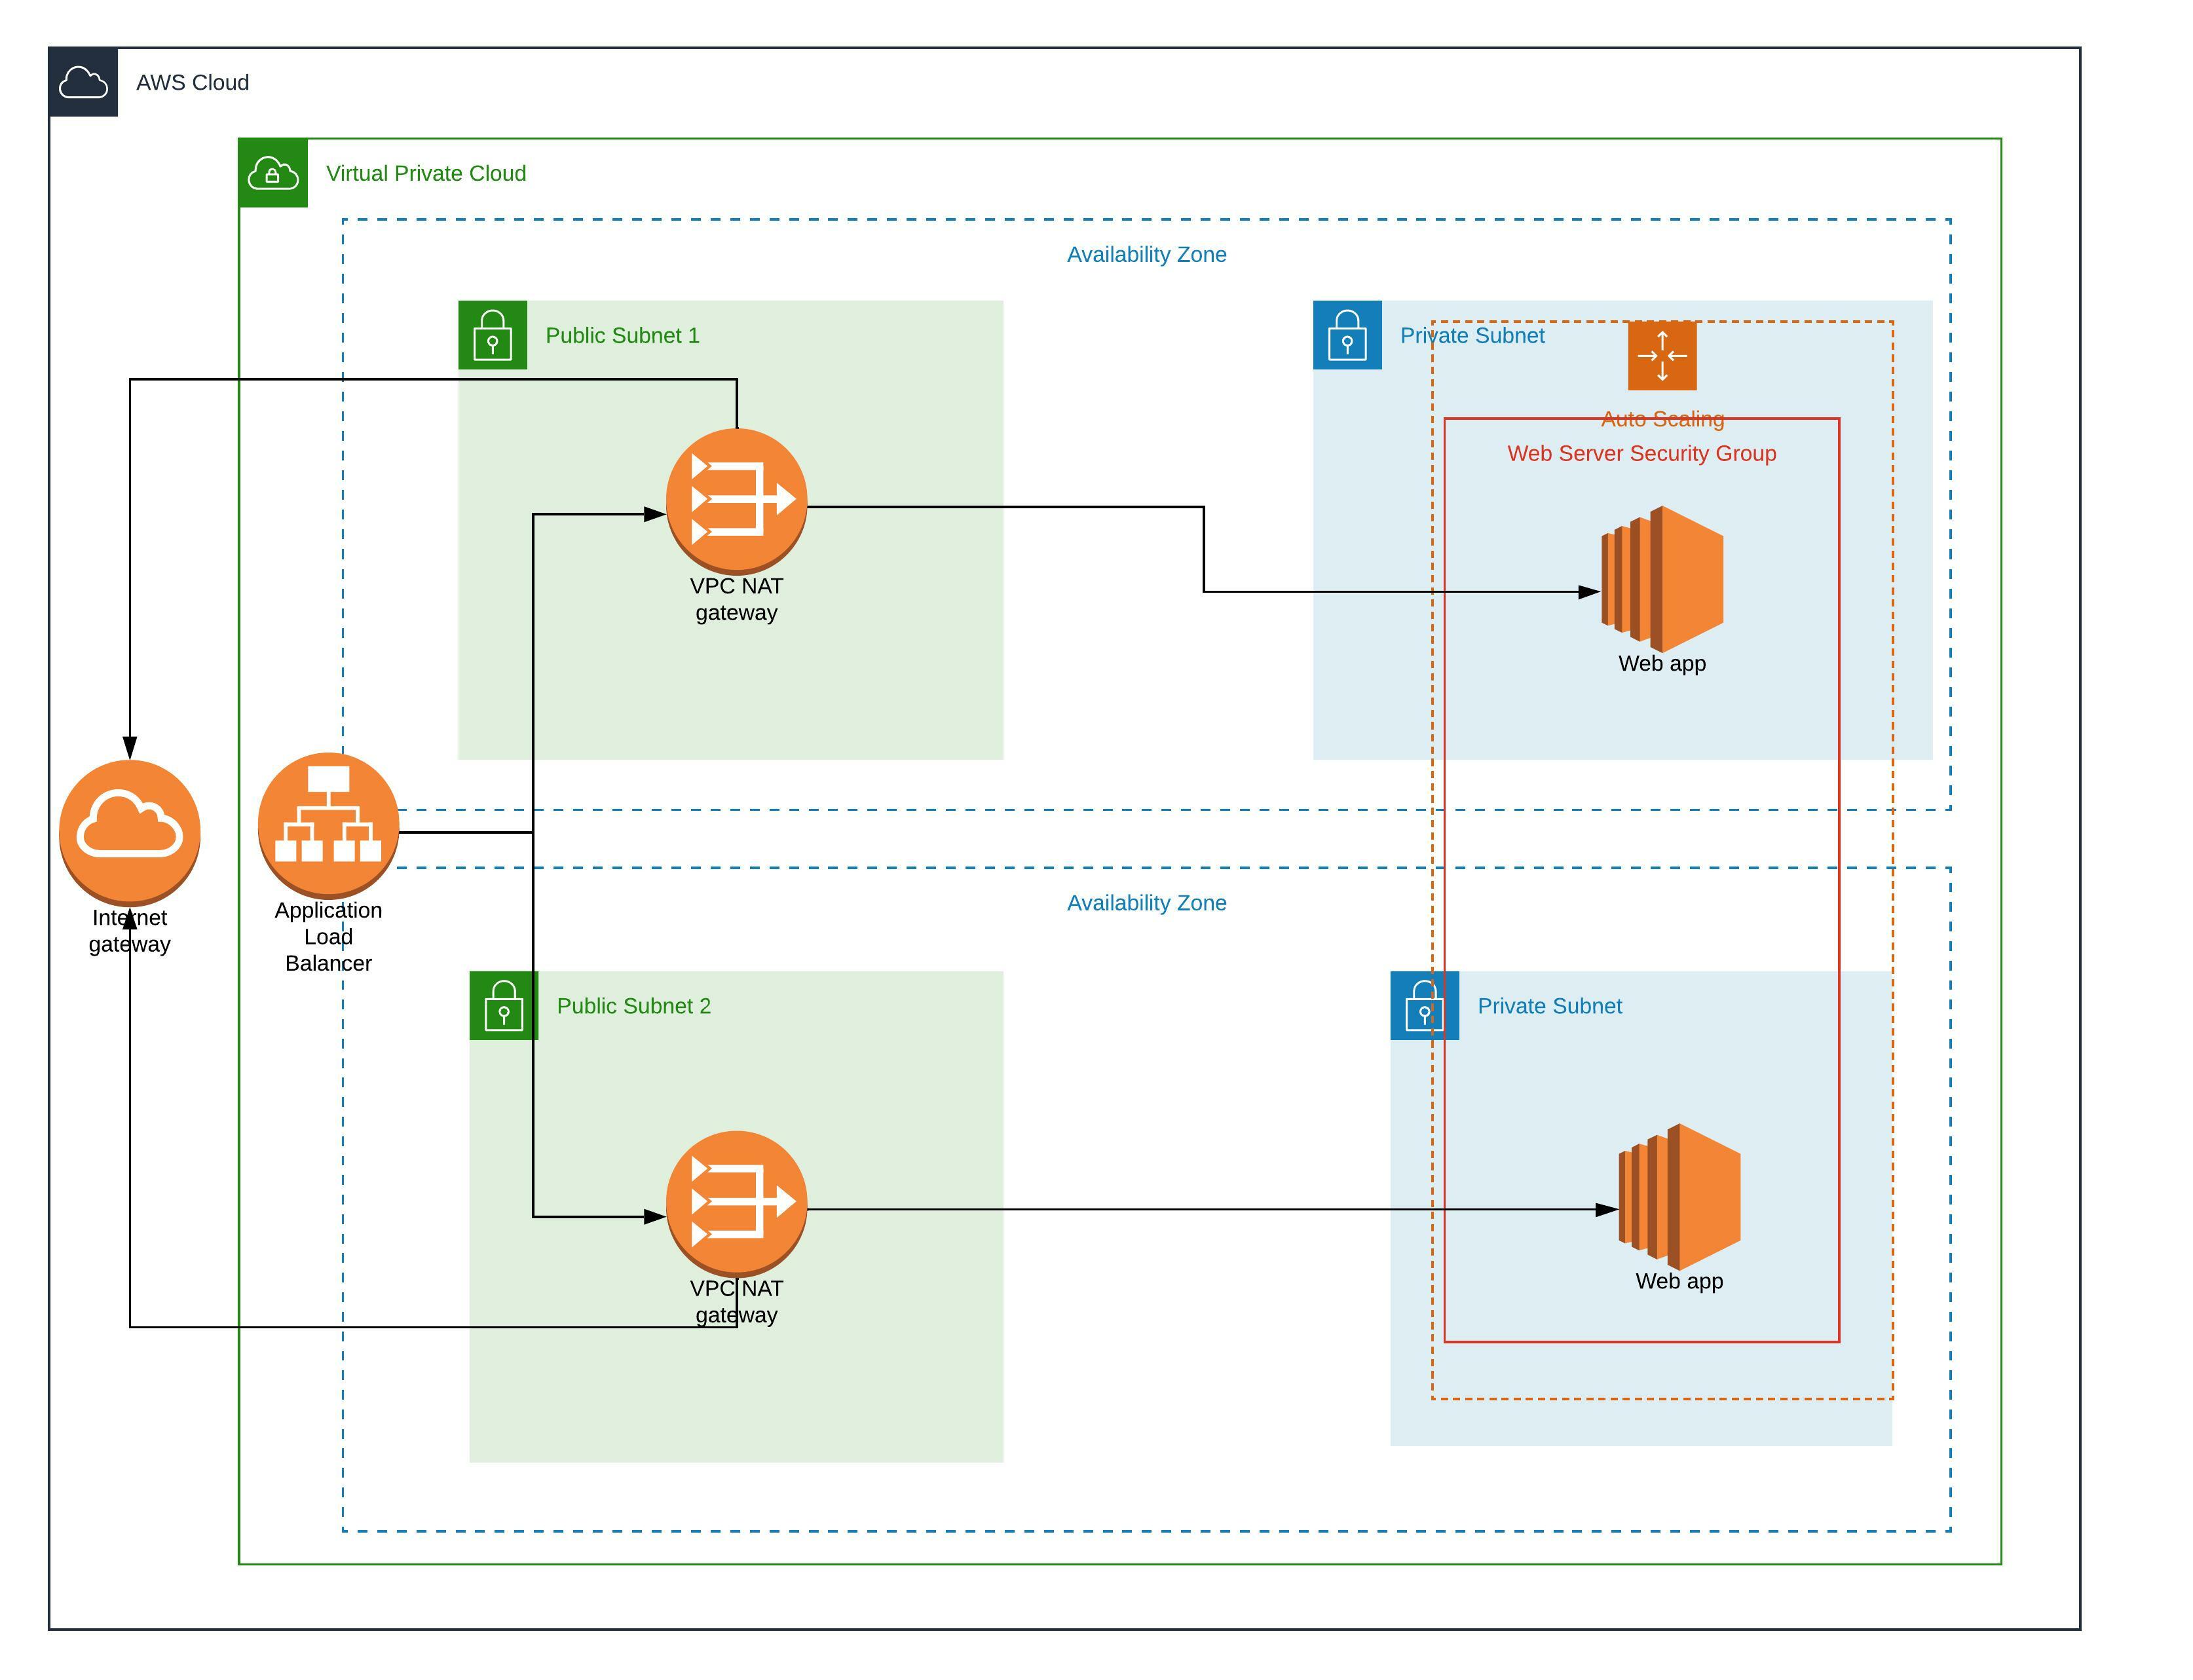 AWS Cloud
Virtual Private Cloud
Availability Zone
Public Subnet 1
Private Subnet
Auto Scaling
Web Server Security Group
VPC NAT
gateway
Web app
Internet
gateway
Application
Load
Balancer
Availability Zone
Public Subnet 2
Private Subnet
VPC NAT
gateway
Web app